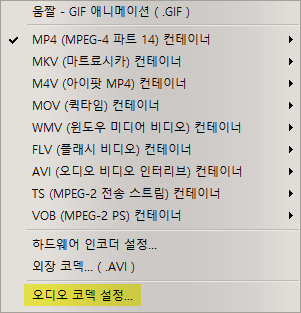 움짤 - GIF 애니메이션 ( .GIF )
MP4 (MPEG-4 파트 14) 컨테이너
MKV (마트료시카) 컨테이너
M4V (아이팟 MP4) 컨테이너
MOV (퀵타임) 컨테이너
WMV (윈도우 미디어 비디오) 컨테이너
FLV (플래시 비디오) 컨테이너
AVI (오디오 비디오 인터리브) 컨테이너
TS (MPEG-2 전송 스트림) 컨테이너
VOB (MPEG-2 PS) 컨테이너
하드웨어 인코더 설정...
외장 코덱... ( .AVI )
오디오 코덱 설정...